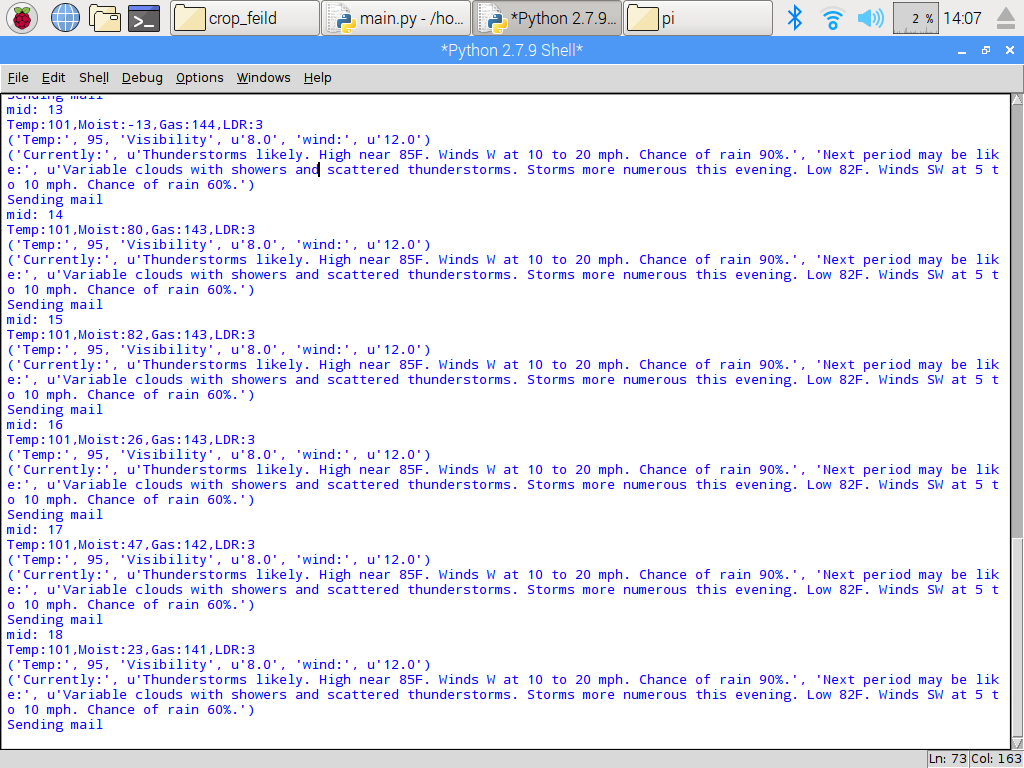 crop_feild
main.py - /ho...
*Python 2.7.9...
pi
2 %
14:07
*Python 2.7.9 Shell*
File Edit Shell Debug Options Windows Help
Sending mail
mid: 13
Temp:101,Moist:-13,Gas:144,LDR:3
('Temp:', 95, 'Visibility', u'8.0', 'wind:', u'12.0')
('Currently:', u'Thunderstorms likely. High near 85F. Winds W at 10 to 20 mph. Chance of rain 90%.', 'Next period may be lik
e:', u'Variable clouds with showers and scattered thunderstorms. Storms more numerous this evening. Low 82F. Winds SW at 5 t
o 10 mph. Chance of rain 60%.')
Sending mail
mid: 14
Temp:101,Moist:80,Gas:143,LDR:3
('Temp:', 95, 'Visibility', u'8.0', 'wind:', u'12.0')
('Currently:', u'Thunderstorms likely. High near 85F. Winds W at 10 to 20 mph. Chance of rain 90%.', 'Next period may be lik
e:', u'Variable clouds with showers and scattered thunderstorms. Storms more numerous this evening. Low 82F. Winds SW at 5 t
o 10 mph. Chance of rain 60%.')
Sending mail
mid: 15
Temp:101,Moist:82,Gas:143,LDR:3
('Temp:', 95, 'Visibility', u'8.0', 'wind:', u'12.0')
('Currently:', u'Thunderstorms likely. High near 85F. Winds W at 10 to 20 mph. Chance of rain 90%.', 'Next period may be lik
e:', u'Variable clouds with showers and scattered thunderstorms. Storms more numerous this evening. Low 82F. Winds SW at 5 t
o 10 mph. Chance of rain 60%.')
Sending mail
mid: 16
Temp:101,Moist:26,Gas:143,LDR:3
('Temp:', 95, 'Visibility', u'8.0', 'wind:', u'12.0')
('Currently:', u'Thunderstorms likely. High near 85F. Winds W at 10 to 20 mph. Chance of rain 90%.', 'Next period may be lik
e:', u'Variable clouds with showers and scattered thunderstorms. Storms more numerous this evening. Low 82F. Winds SW at 5 t
o 10 mph. Chance of rain 60%.')
Sending mail
mid: 17
Temp:101,Moist:47,Gas:142,LDR:3
('Temp:', 95, 'Visibility', u'8.0', 'wind:', u'12.0')
('Currently:', u'Thunderstorms likely. High near 85F. Winds W at 10 to 20 mph. Chance of rain 90%.', 'Next period may be lik
e:', u'Variable clouds with showers and scattered thunderstorms. Storms more numerous this evening. Low 82F. Winds SW at 5 t
o 10 mph. Chance of rain 60%.')
Sending mail
mid: 18
Temp:101,Moist:23,Gas:141,LDR:3
('Temp:', 95, 'Visibility', u'8.0', 'wind:', u'12.0')
('Currently:', u'Thunderstorms likely. High near 85F. Winds W at 10 to 20 mph. Chance of rain 90%.', 'Next period may be lik
e:', u'Variable clouds with showers and scattered thunderstorms. Storms more numerous this evening. Low 82F. Winds SW at 5 t
o 10 mph. Chance of rain 60%.')
Sending mail
Ln: 73 Col: 163